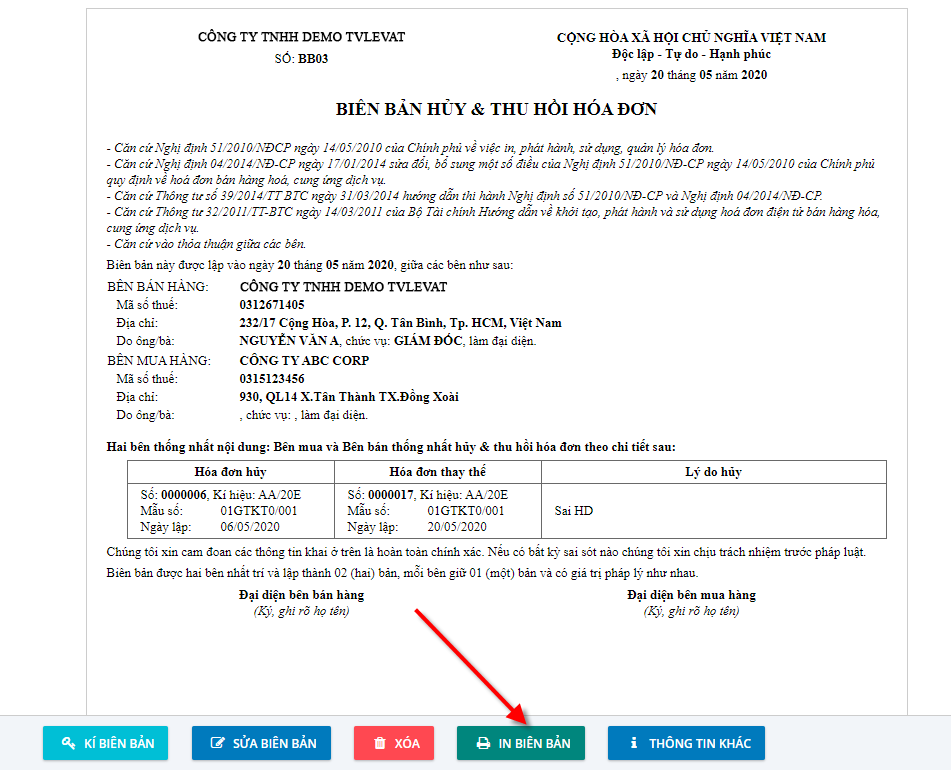 CÔNG TY TNHH DEMO TVLEVAT
CỘNG HÒA XÃ HỘI CHỦ NGHĨA VIỆT NAM
SỐ: BB03
Độc lập - Tự do - Hạnh phúc
, ngày 20 tháng 05 năm 2020
BIÊN BẢN HỦY & THU HỒI HÓA ĐƠN
- Căn cứ Nghị định 51/2010/NĐCP ngày 14/05/2010 của Chính phủ về việc in, phát hành, sử dụng, quản lý hóa đơn.
- Căn cứ Nghị định 04/2014/NĐ-CP ngày 17/01/2014 sửa đổi, bổ sung một số điều của Nghị định 51/2010/NĐ-CP ngày 14/05/2010 của Chính phủ
quy định về hoá đơn bán hàng hoá, cung ứng dịch vụ.
- Căn cứ Thông tư số 39/2014/TT BTC ngày 31/03/2014 hướng dẫn thi hành Nghị định số 51/2010/NĐ-CP và Nghị định 04/2014/NĐ-CP.
- Căn cứ Thông tư 32/2011/TT-BTC ngày 14/03/2011 của Bộ Tài chính Hướng dẫn về khởi tạo, phát hành và sử dụng hoá đơn điện tử bán hàng hóa,
cung ứng dịch vụ.
- Căn cứ vào thỏa thuận giữa các bên.
Biên bản này được lập vào ngày 20 tháng 05 năm 2020, giữa các bên như sau:
BÊN BÁN HÀNG: CÔNG TY TNHH DEMO TVLEVAT
Mã số thuế: 0312671405
Địa chỉ: 232/17 Cộng Hòa, P. 12, Q. Tân Bình, Tp. HCM, Việt Nam
Do ông/bà: NGUYỄN VĂN A, chức vụ: GIÁM ĐỐC, làm đại diện.
BÊN MUA HÀNG: CÔNG TY ABC CORP
Mã số thuế: 0315123456
Địa chỉ: 930, QL14 X.Tân Thành TX.Đồng Xoài
Do ông/bà: , chức vụ: , làm đại diện.
Hai bên thống nhất nội dung: Bên mua và Bên bán thống nhất hủy & thu hồi hóa đơn theo chi tiết sau:
Hóa đơn hủy Hóa đơn thay thế Lý do hủy
Số: 0000006, Kí hiệu: AA/20E Số: 0000017, Kí hiệu: AA/20E
Mẫu số: 01GTKT0/001 Mẫu số: 01GTKT0/001 Sai HD
Ngày lập: 06/05/2020 Ngày lập: 20/05/2020
Chúng tôi xin cam đoan các thông tin khai ở trên là hoàn toàn chính xác. Nếu có bất kỳ sai sót nào chúng tôi xin chịu trách nhiệm trước pháp luật.
Biên bản được hai bên nhất trí và lập thành 02 (hai) bản, mỗi bên giữ 01 (một) bản và có giá trị pháp lý như nhau.
Đại diện bên bán hàng Đại diện bên mua hàng
(Ký, ghi rõ họ tên) (Ký, ghi rõ họ tên)
KÍ BIÊN BẢN SỬA BIÊN BẢN XÓA IN BIÊN BẢN THÔNG TIN KHÁC